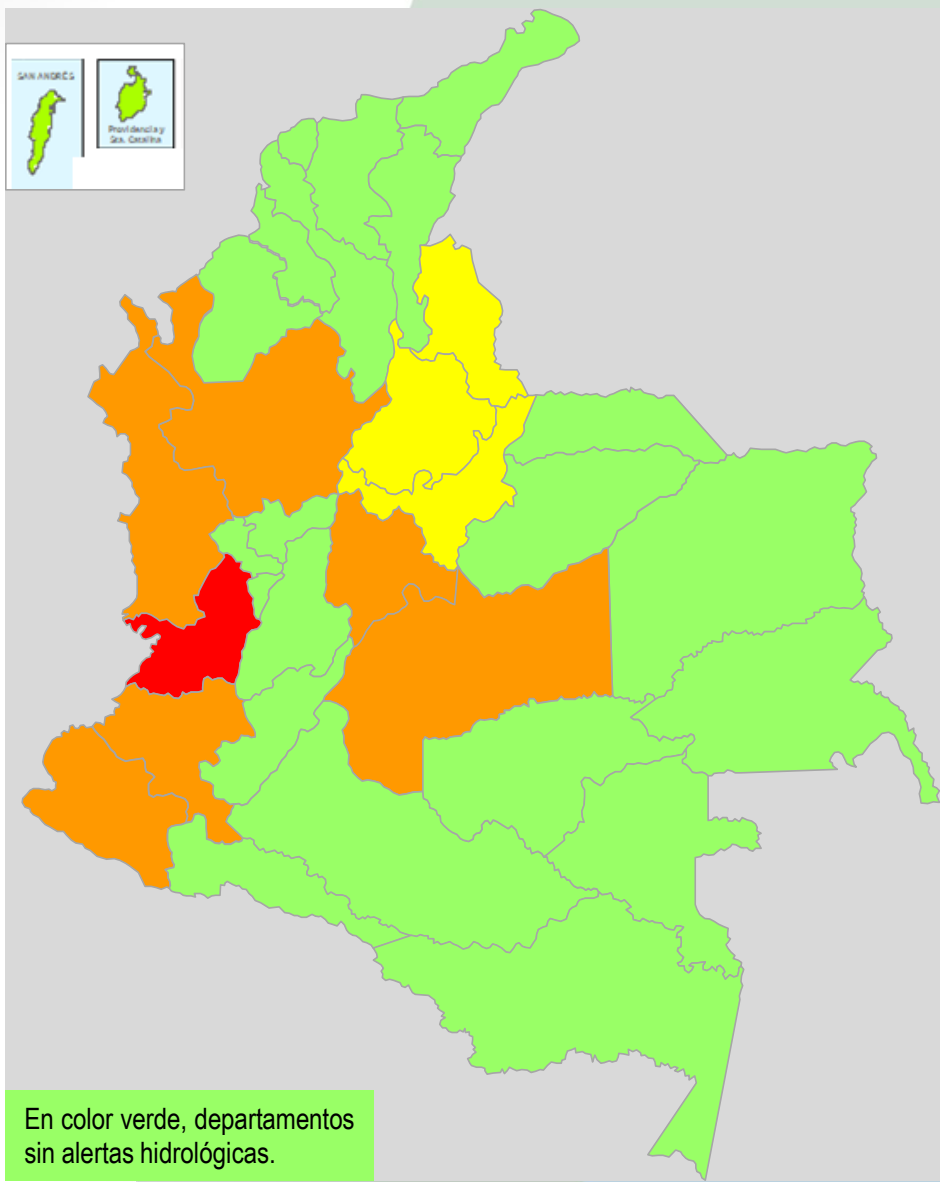 SAN ANDRÉS
Providencia y
Sta. Catalina
En color verde, departamentos
sin alertas hidrológicas.